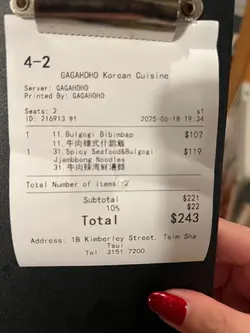 4-2
GAGAHOHO Korean Cuisine
Server: GAGAHOHO
Printed By: GAGAHOHO
Seats: 2 s1
ID: 216913 #1 2025-06-18 19:34
1 11.Bulgogi Bibimbap $102
11.牛肉韓式什錦飯
1 31.Spicy Seafood&Bulgogi $119
Jjambbong Noodles
31.牛肉辣海鮮湯麵
Total Number of Items: 2
Subtotal $221
10% $22
Total $243
Address: 1B Kimberley Street, Tsim Sha
Tsui
Tel 3151 7200